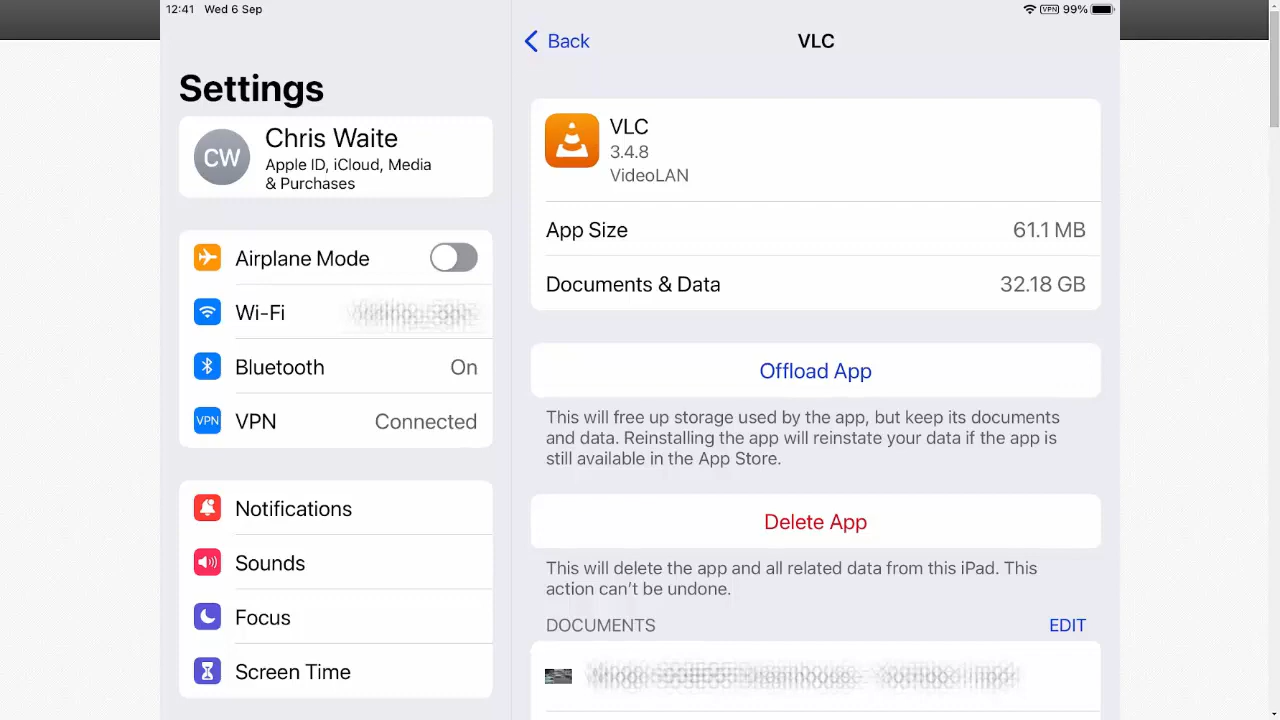 12:41 Wed 6 Sep
VPN 99%
Settings
CW
Chris Waite
Apple ID, iCloud, Media
& Purchases
Airplane Mode
Wi-Fi
Bluetooth On
VPN VPN Connected
Notifications
Sounds
Focus
Screen Time
Back
VLC
VLC
3.4.8
VideoLAN
App Size 61.1 MB
Documents & Data 32.18 GB
Offload App
This will free up storage used by the app, but keep its documents
and data. Reinstalling the app will reinstate your data if the app is
still available in the App Store.
Delete App
This will delete the app and all related data from this iPad. This
action can't be undone.
DOCUMENTS EDIT